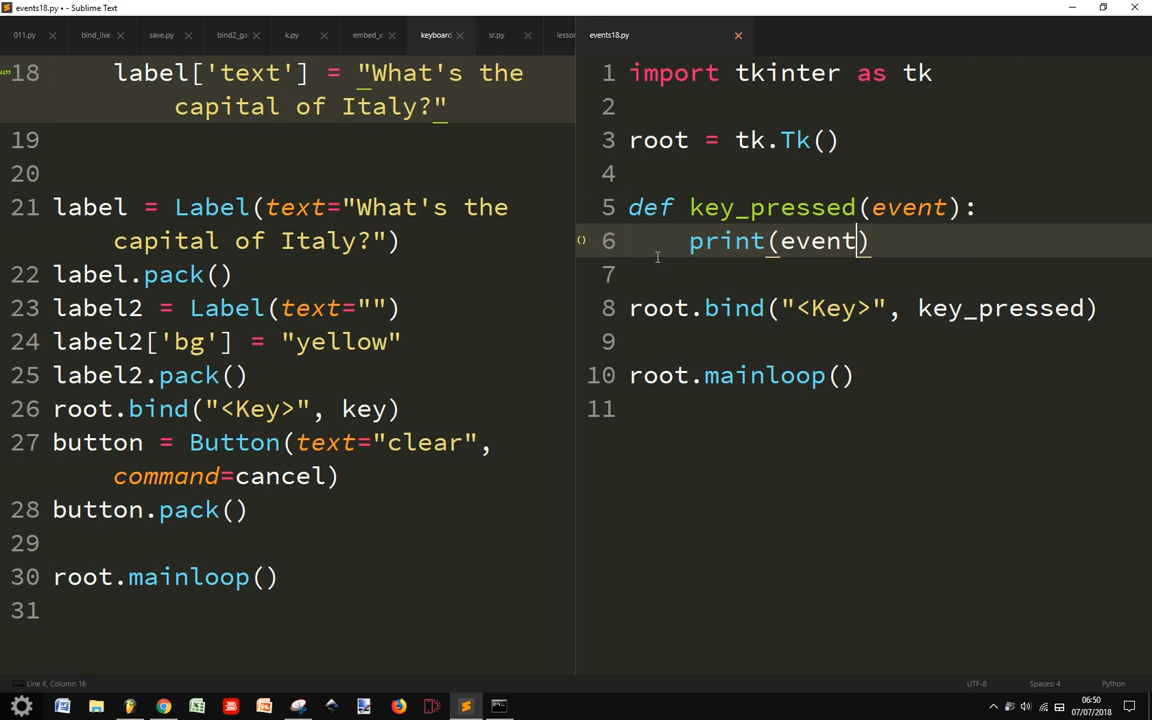 events18.py • - Sublime Text
011.py
bind_live
save.py
bind2_ga
k.py
embed_e
keyboard
sr.py
lesson
events18.py
18 label['text'] = "What's the
capital of Italy?"
19
20
21 label = Label(text="What's the
capital of Italy?")
22 label.pack()
23 label2 = Label(text="")
24 label2['bg'] = "yellow"
25 label2.pack()
26 root.bind("<Key>", key)
27 button = Button(text="clear",
command=cancel)
28 button.pack()
29
30 root.mainloop()
31
1 import tkinter as tk
2
3 root = tk.Tk()
4
5 def key_pressed(event):
() 6 print(event)
7
8 root.bind("<Key>", key_pressed)
9
10 root.mainloop()
11
Line 6, Column 16
UTF-8
Spaces: 4
Python
06:50
07/07/2018